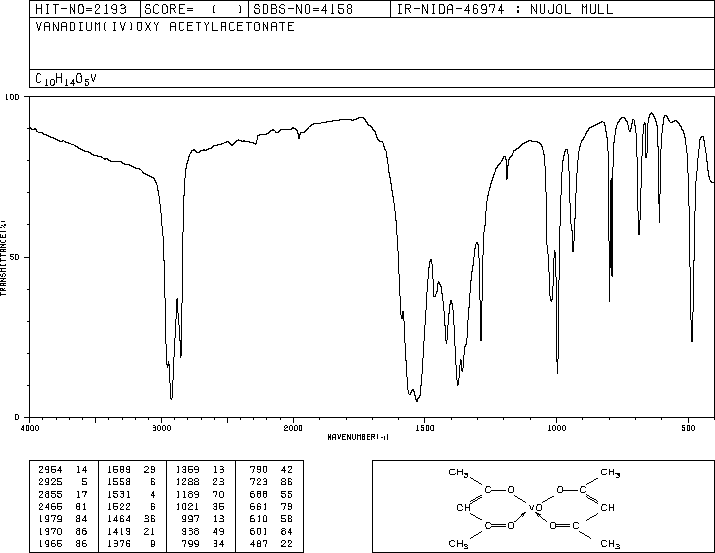 HIT-NO=2193 SCORE= ( ) SDBS-NO=4158 IR-NIDA-46974 : NUJOL MULL
VANADIUM(IV)OXY ACETYLACETONATE
C10H14O5V
100
50
0
TRANSMITTANCE(%)
4000 3000 2000 1500 1000 500
WAVENUMBER(-1)
2964 14 1589 29 1359 13 790 42
2925 5 1558 6 1288 23 723 86
2855 17 1531 4 1189 70 688 55
2466 81 1522 6 1021 35 661 79
1979 84 1464 36 997 13 610 58
1970 86 1419 21 938 49 601 84
1966 86 1376 9 799 34 487 22
CH3 CH3
C O O C
CH VO CH
C O O C
CH3 CH3